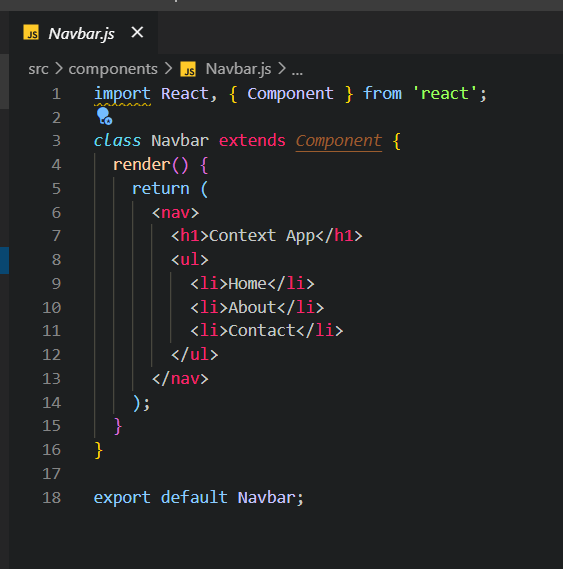 JS Navbar.js ×
src > components > JS Navbar.js > ...
1 import React, { Component } from 'react';
2
3 class Navbar extends Component {
4   render() {
5     return (
6       <nav>
7         <h1>Context App</h1>
8         <ul>
9           <li>Home</li>
10           <li>About</li>
11           <li>Contact</li>
12         </ul>
13       </nav>
14     );
15   }
16 }
17
18 export default Navbar;